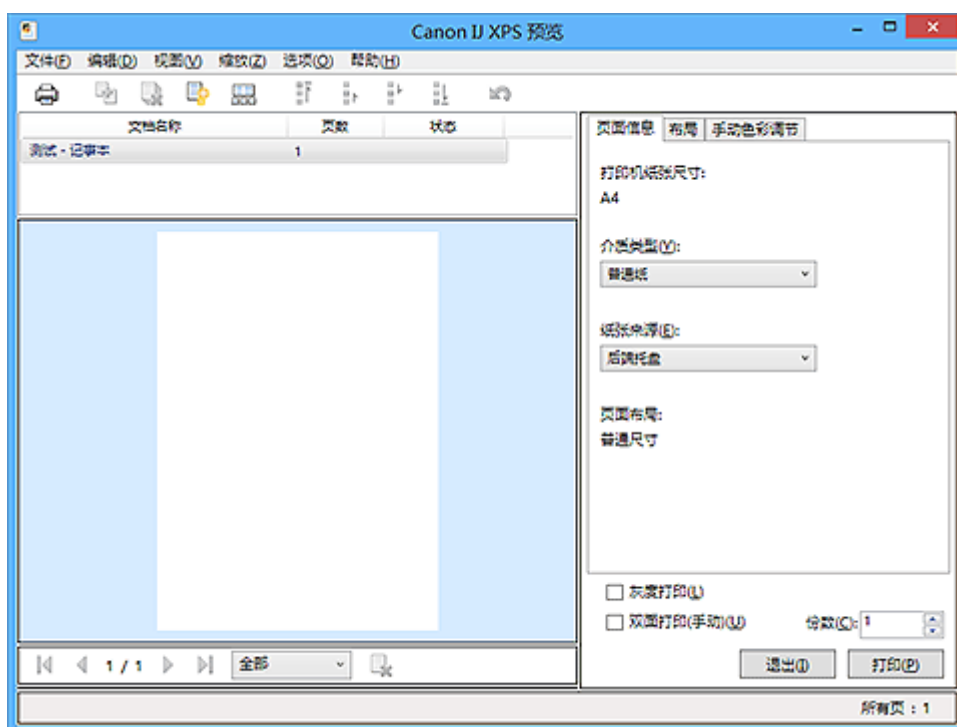 Canon IJ XPS 预览
文件(F) 编辑(D) 视图(V) 缩放(Z) 选项(O) 帮助(H)
文档名称 页数 状态
测试 - 记事本 1
页面信息 布局 手动色彩调节
打印机纸张尺寸:
A4
介质类型(Y):
普通纸
纸张来源(E):
后端托盘
页面布局:
普通尺寸
灰度打印(L)
双面打印(手动)(U) 份数(C): 1
1 / 1 全部
退出(I) 打印(P)
所有页 : 1